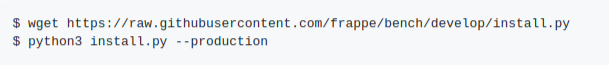 $ wget https://raw.githubusercontent.com/frappe/bench/develop/install.py
$ python3 install.py --production